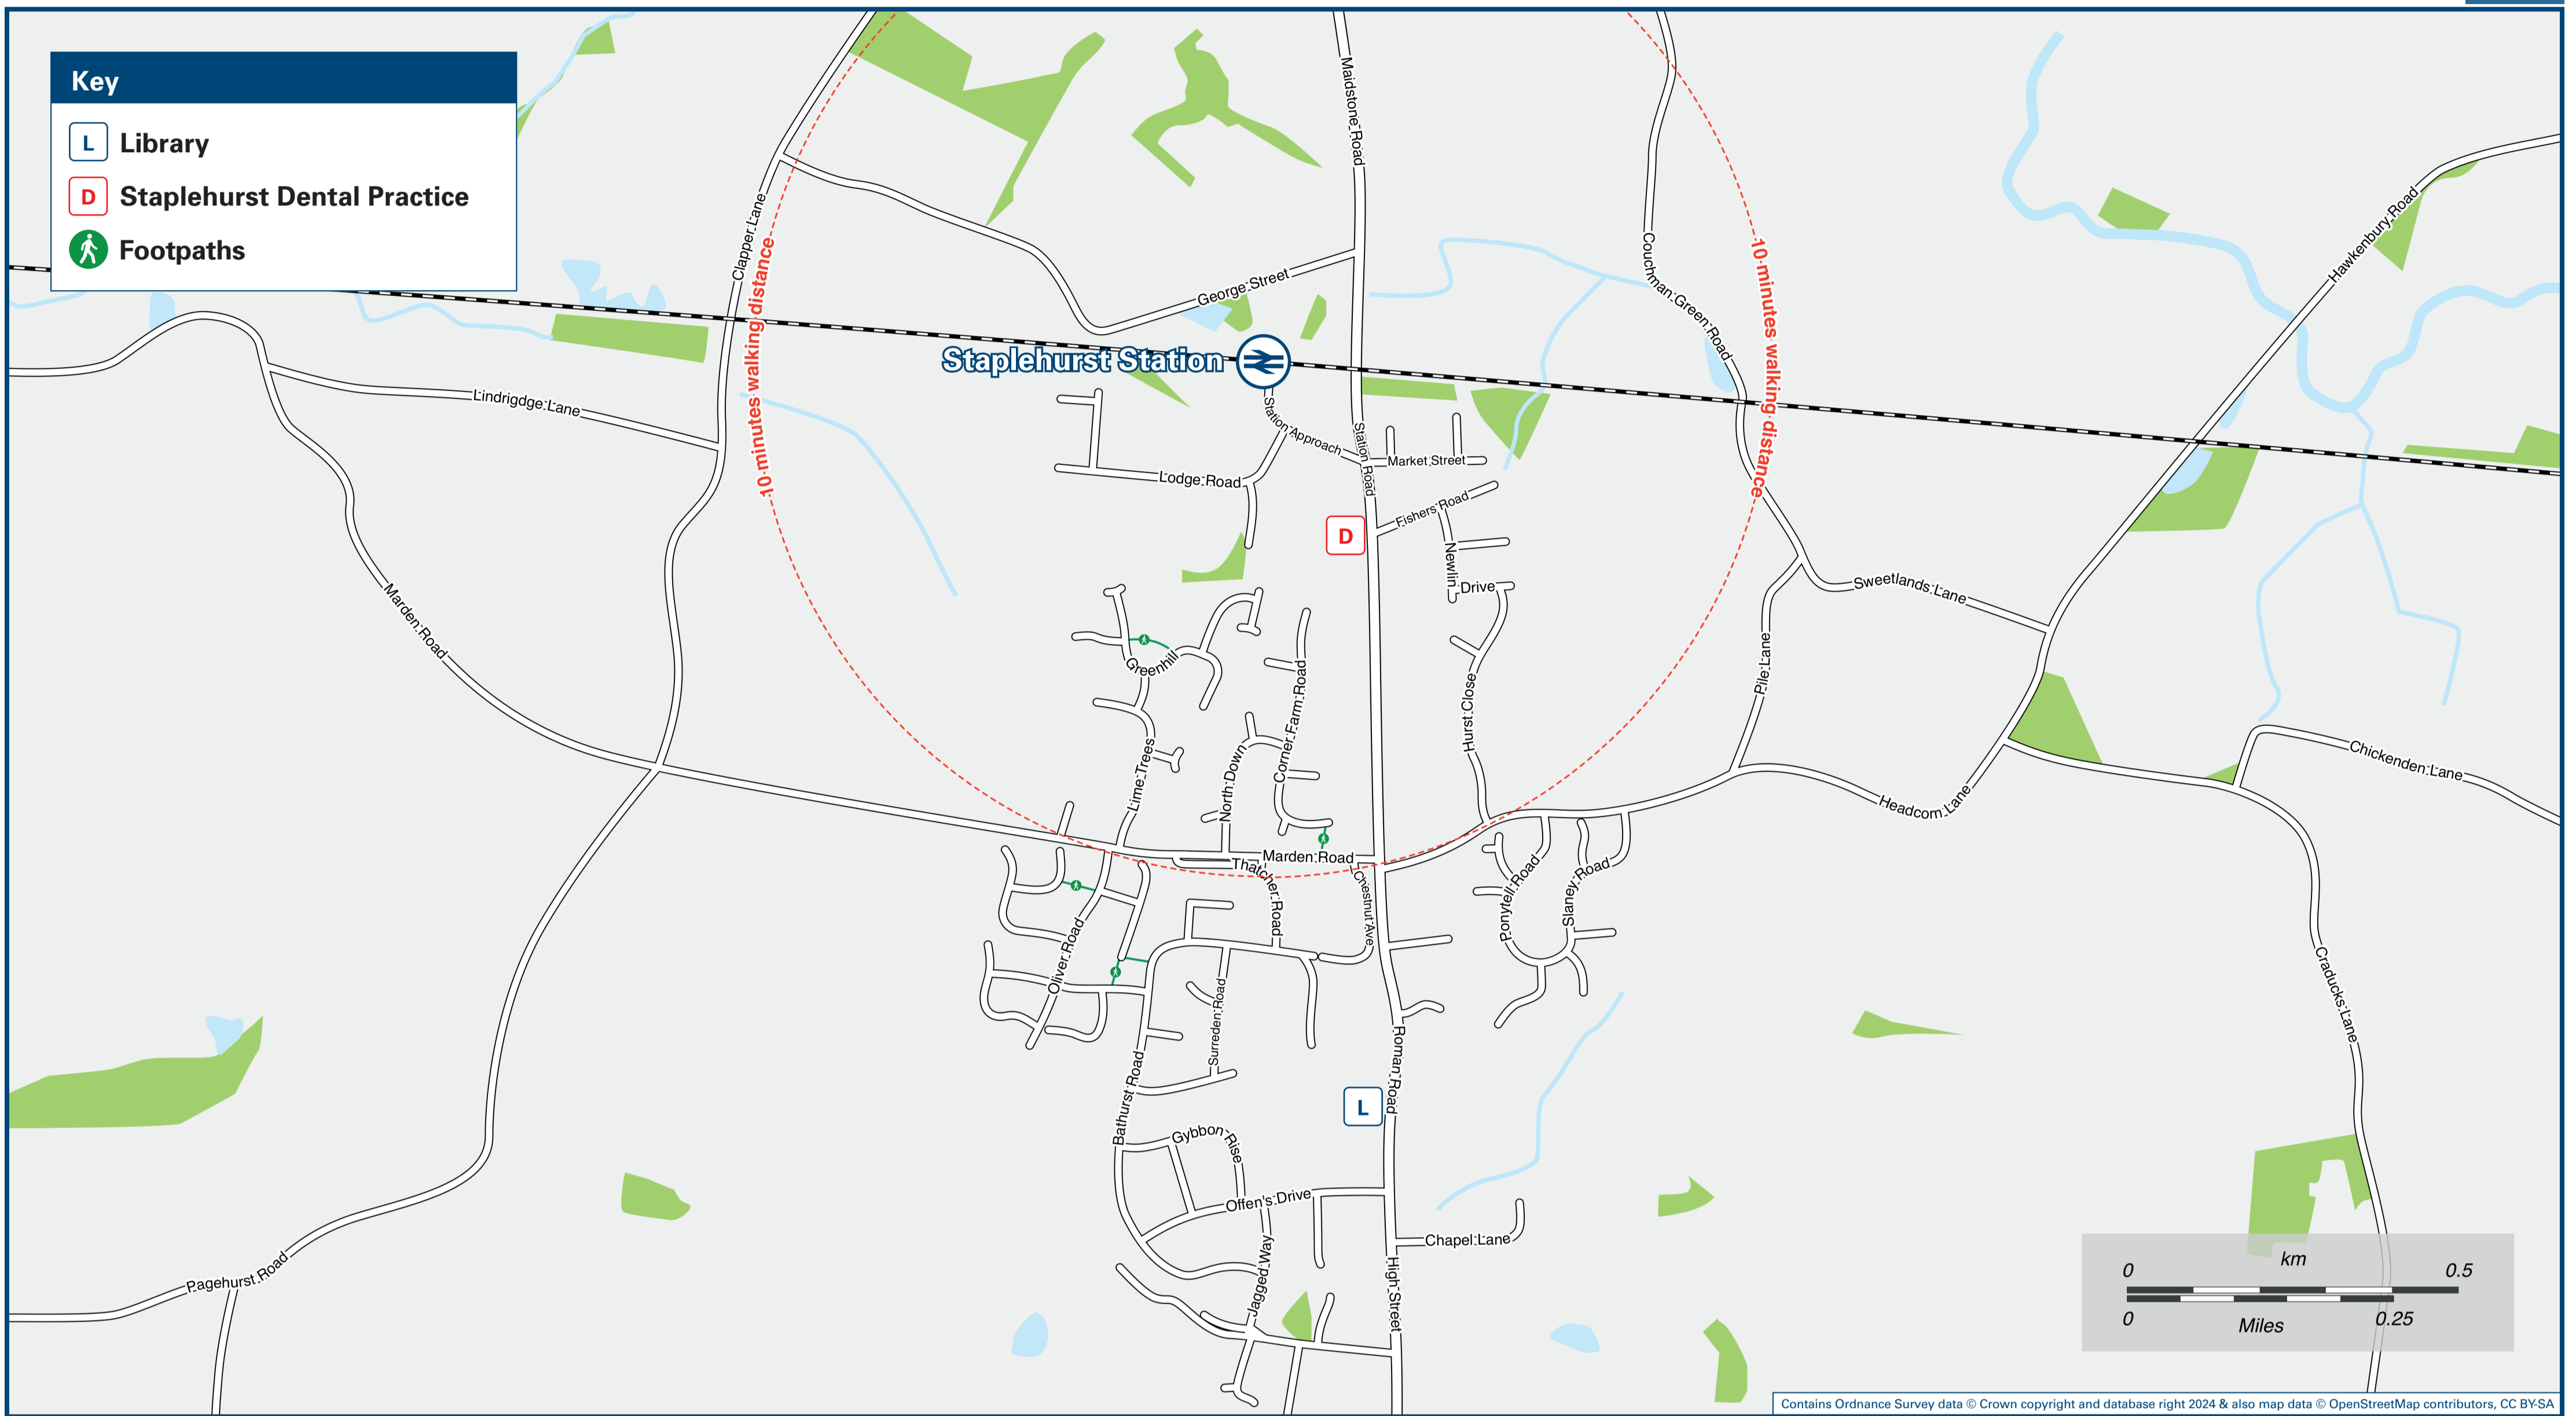 Key
L Library
D Staplehurst Dental Practice
Footpaths
Maidstone Road
Clapper Lane
10 minutes walking distance
10 minutes walking distance
Couchman Green Road
Hawkenbury Road
George Street
Staplehurst Station
Lindrigdge Lane
Station Approach
Station Road
Market Street
Lodge Road
Fishers Road
D
Newlin
Drive
Sweetlands Lane
Marden Road
Greenhill
Pile Lane
Corner Farm Road
Hurst Close
Lime Trees
North Down
Chickenden Lane
Headcorn Lane
Marden Road
Thatcher Road
Chestnut Ave
Ponytell Road
Slaney Road
Oliver Road
Surreden Road
Roman Road
Craducks Lane
Bathurst Road
L
Gybbon Rise
Offen's Drive
Chapel Lane
Jagged Way
High Street
Pagehurst Road
km
0 0.5
0 0.25
Miles
Contains Ordnance Survey data © Crown copyright and database right 2024 & also map data © OpenStreetMap contributors, CC BY-SA